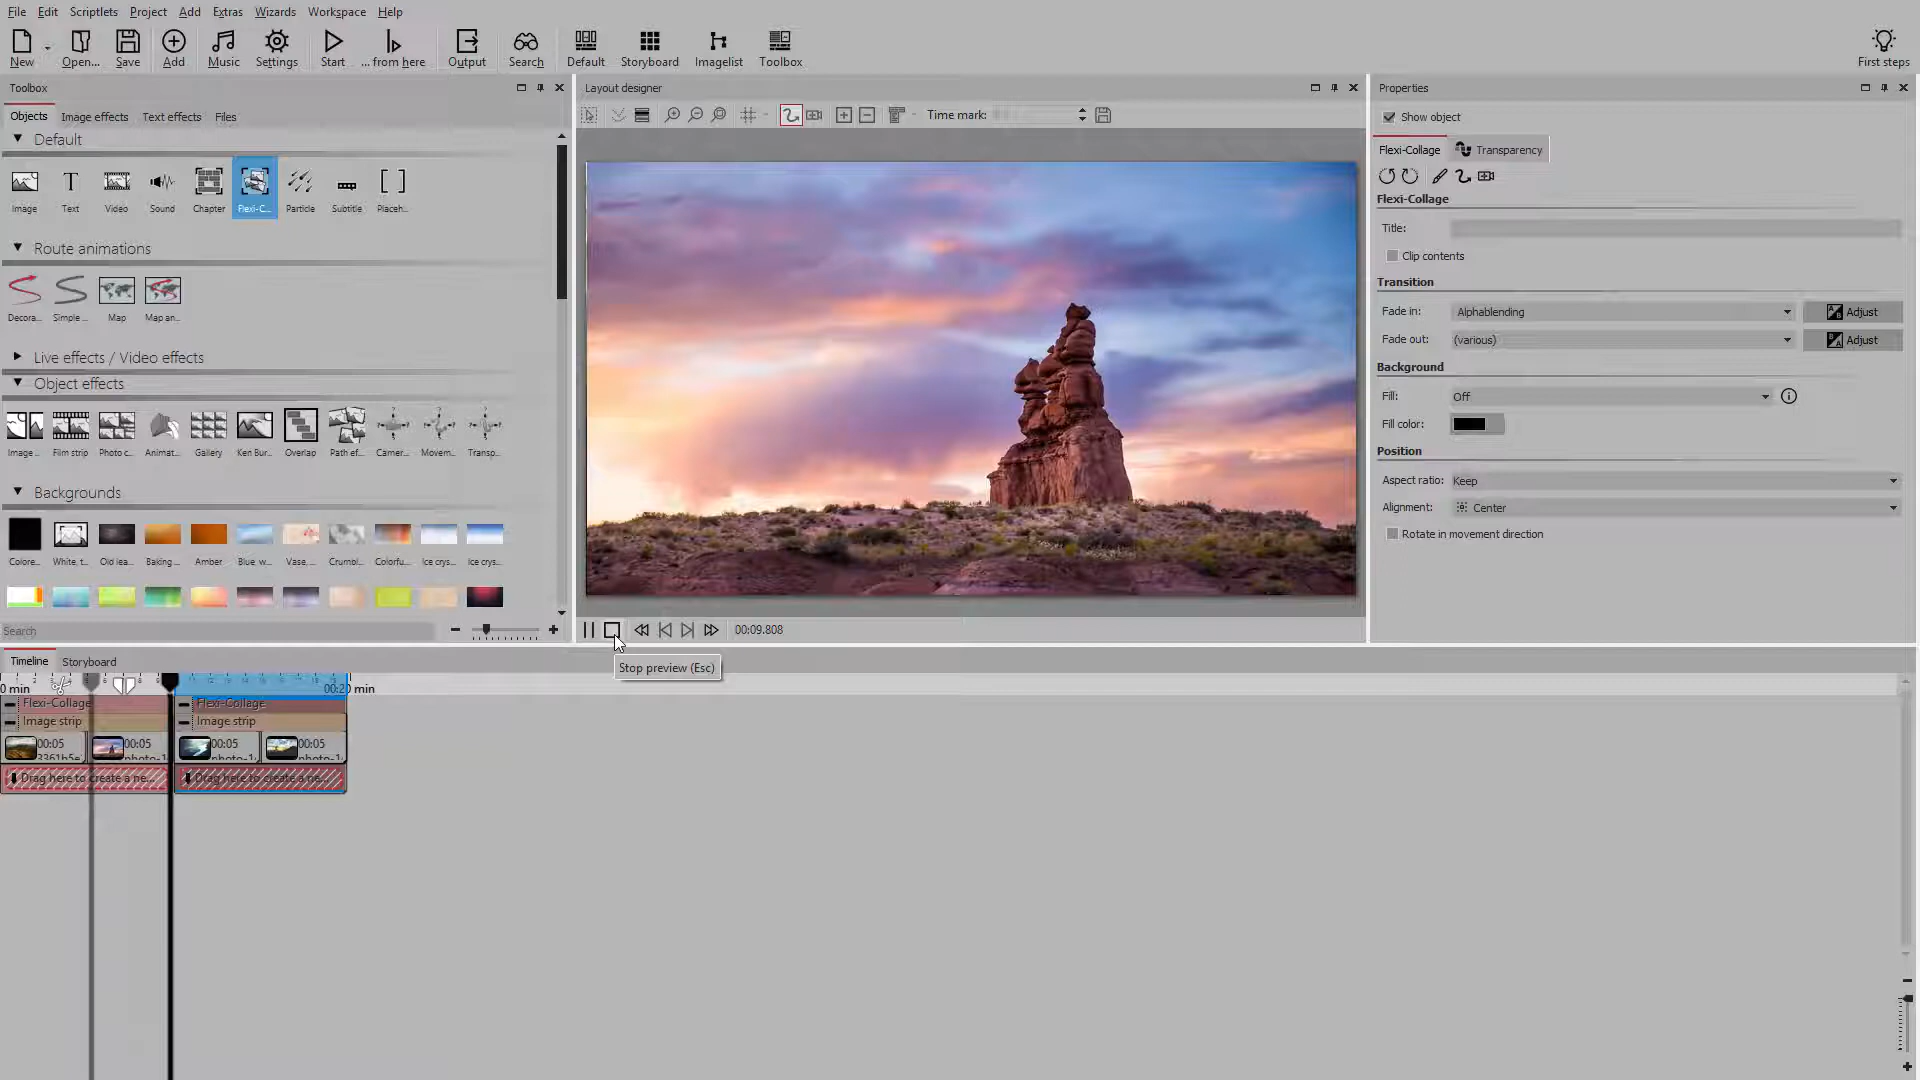 File Edit Scriptlets Project Add Extras Wizards Workspace Help
New Open... Save Add Music Settings Start ... from here Output Search Default Storyboard Imagelist Toolbox First steps
Toolbox
Objects Image effects Text effects Files
Default
Image Text Video Sound Chapter Flexi-C... Particle Subtitle Placeh...
Route animations
Decora... Simple ... Map Map an...
Live effects / Video effects
Object effects
Image ... Film strip Photo c... Animat... Gallery Ken Bur... Overlap Path ef... Camer... Movem... Transp...
Backgrounds
Colore... White, t... Old lea... Baking ... Amber Blue, w... Vase, ... Crumbl... Colorfu... Ice crys... Ice crys...
Search
Layout designer
Time mark:
00:09.808
Stop preview (Esc)
Properties
Show object
Flexi-Collage Transparency
Flexi-Collage
Title:
Clip contents
Transition
Fade in: Alphablending Adjust
Fade out: (various) Adjust
Background
Fill: Off
Fill color:
Position
Aspect ratio: Keep
Alignment: Center
Rotate in movement direction
Timeline Storyboard
0 min 00:20 min
Flexi-Collage Flexi-Collage
Image strip Image strip
00:05 00:05 00:05 00:05
Drag here to create a ne... Drag here to create a ne...